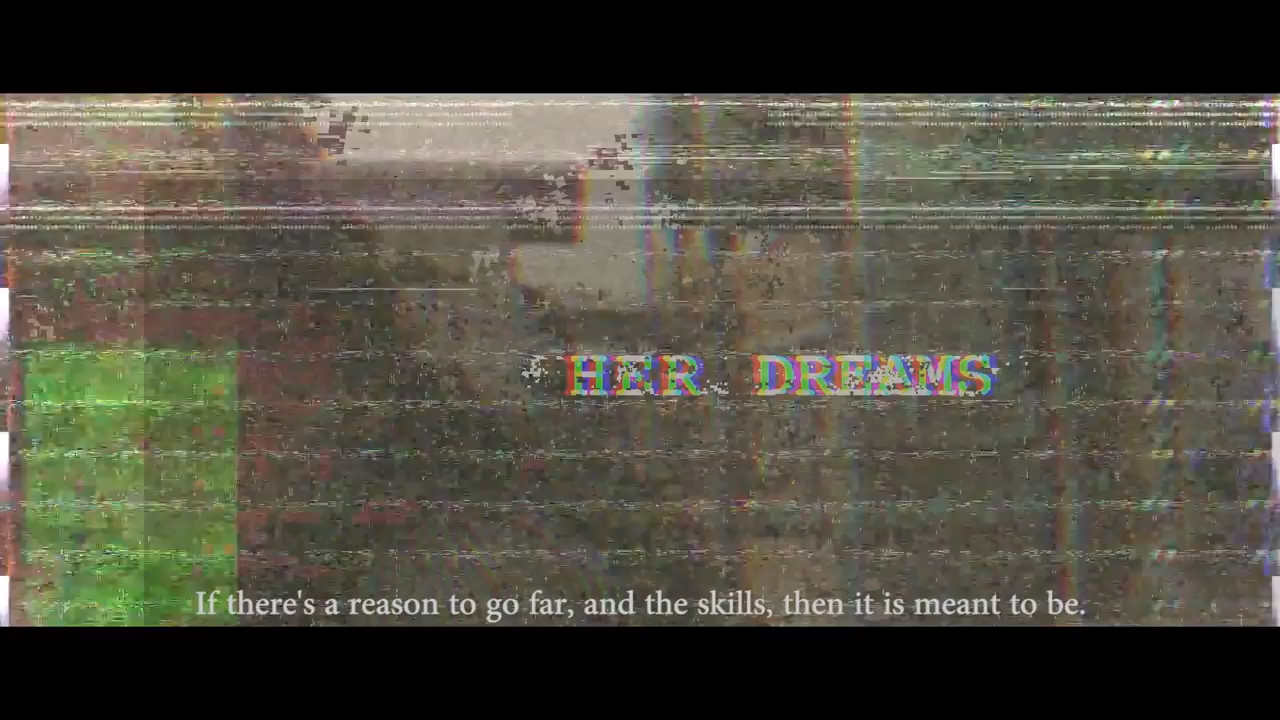 HER DREAMS
If there's a reason to go far, and the skills, then it is meant to be.